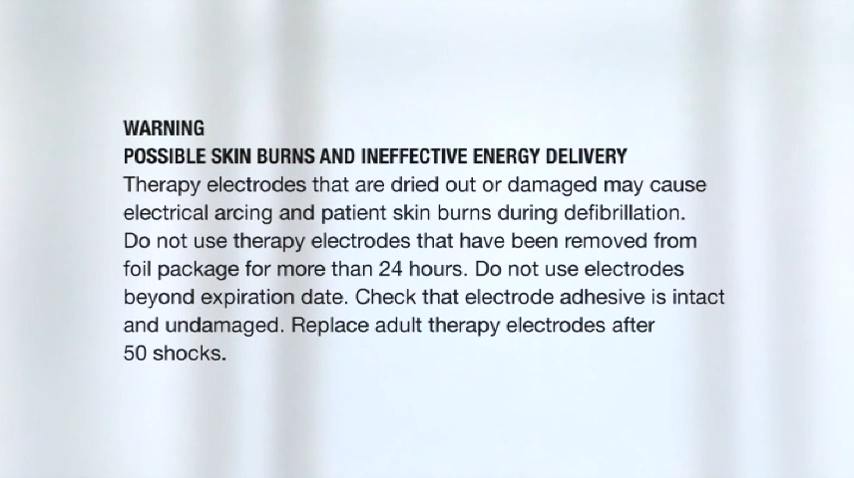 WARNING
POSSIBLE SKIN BURNS AND INEFFECTIVE ENERGY DELIVERY
Therapy electrodes that are dried out or damaged may cause
electrical arcing and patient skin burns during defibrillation.
Do not use therapy electrodes that have been removed from
foil package for more than 24 hours. Do not use electrodes
beyond expiration date. Check that electrode adhesive is intact
and undamaged. Replace adult therapy electrodes after
50 shocks.